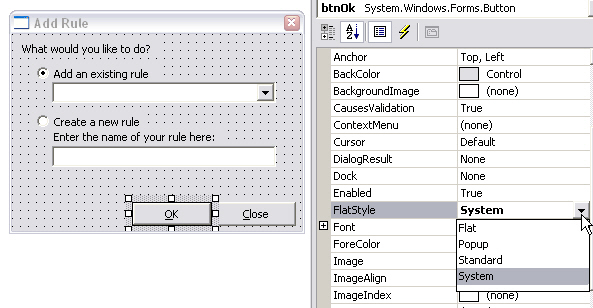 Add Rule
What would you like to do?
Add an existing rule
Create a new rule
Enter the name of your rule here:
OK
Close
btnOk System.Windows.Forms.Button
Anchor Top, Left
BackColor Control
BackgroundImage (none)
CausesValidation True
ContextMenu (none)
Cursor Default
DialogResult None
Dock None
Enabled True
FlatStyle System
Font
Flat
ForeColor
Popup
Image
Standard
ImageAlign
System
ImageIndex (none)